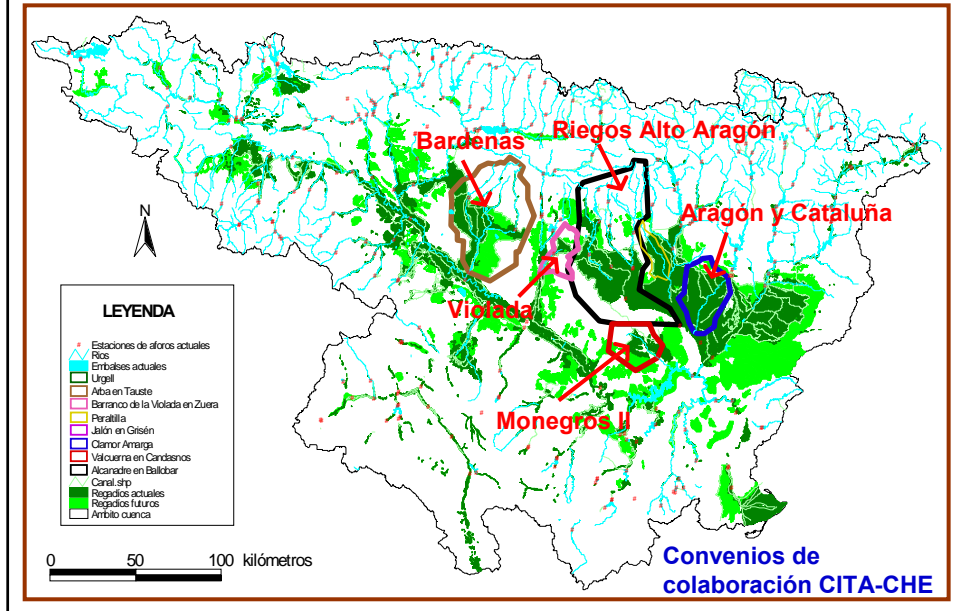 Bardenas
Riegos Alto Aragón
Aragón y Cataluña
N
Violada
Monegros II
LEYENDA
Estaciones de aforos actuales
Rios
Embalses actuales
Urgell
Arba en Tauste
Barranco de la Violada en Zuera
Peraltilla
Jalón en Grisén
Clamor Amarga
Valcuerna en Candasnos
Alcanadre en Ballobar
Canal.shp
Regadíos actuales
Regadíos futuros
Ambito cuenca
0 50 100 kilómetros
Convenios de
colaboración CITA-CHE